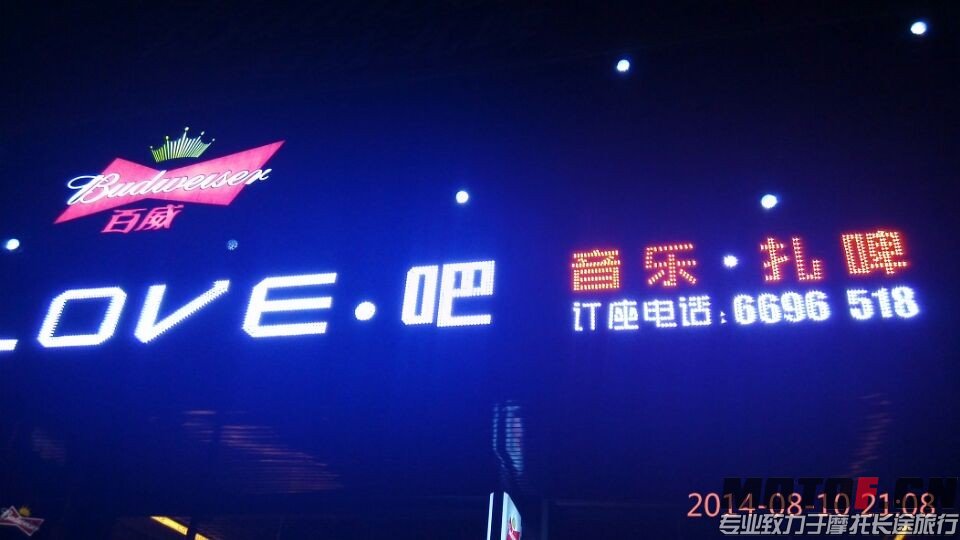 Budweiser
百威
LOVE·吧
音乐·扎啤
订座电话:6696 518
2014-08-10 21:08
MOTO8.CN
专业致力于摩托长途旅行